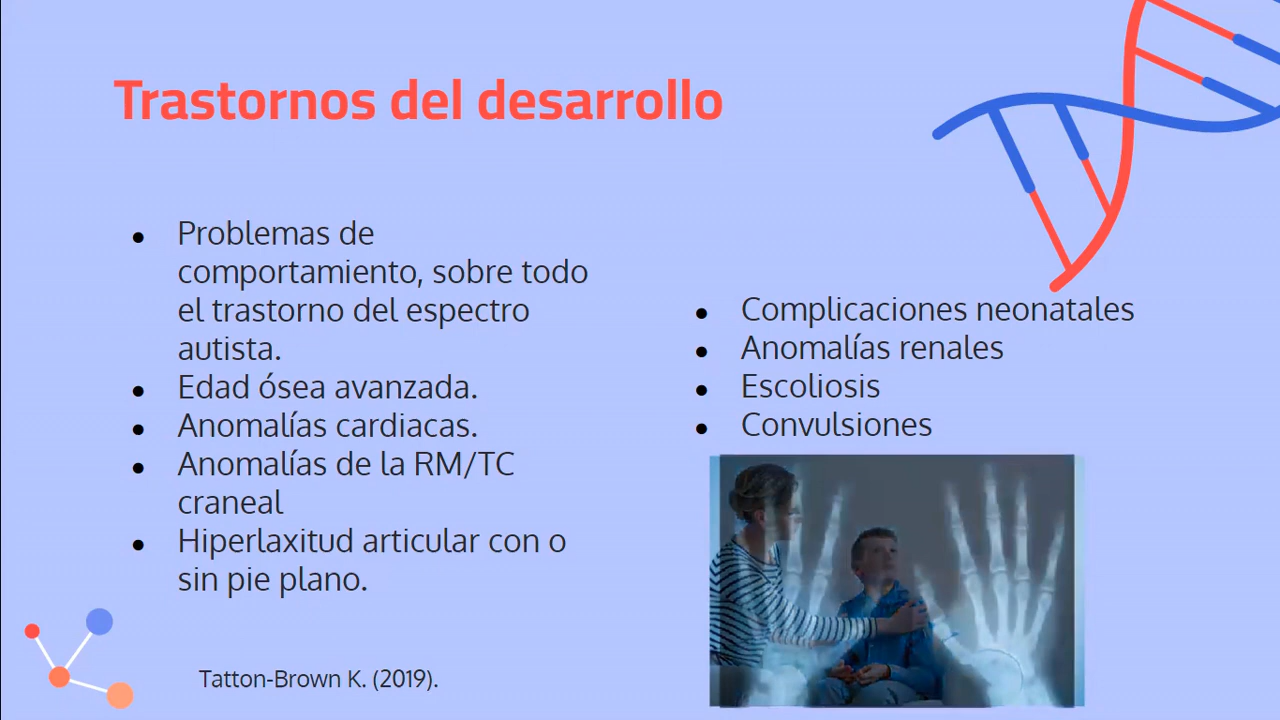 Trastornos del desarrollo
● Problemas de
comportamiento, sobre todo
el trastorno del espectro
autista.
● Edad ósea avanzada.
● Anomalías cardiacas.
● Anomalías de la RM/TC
craneal
● Hiperlaxitud articular con o
sin pie plano.
● Complicaciones neonatales
● Anomalías renales
● Escoliosis
● Convulsiones
Tatton-Brown K. (2019).